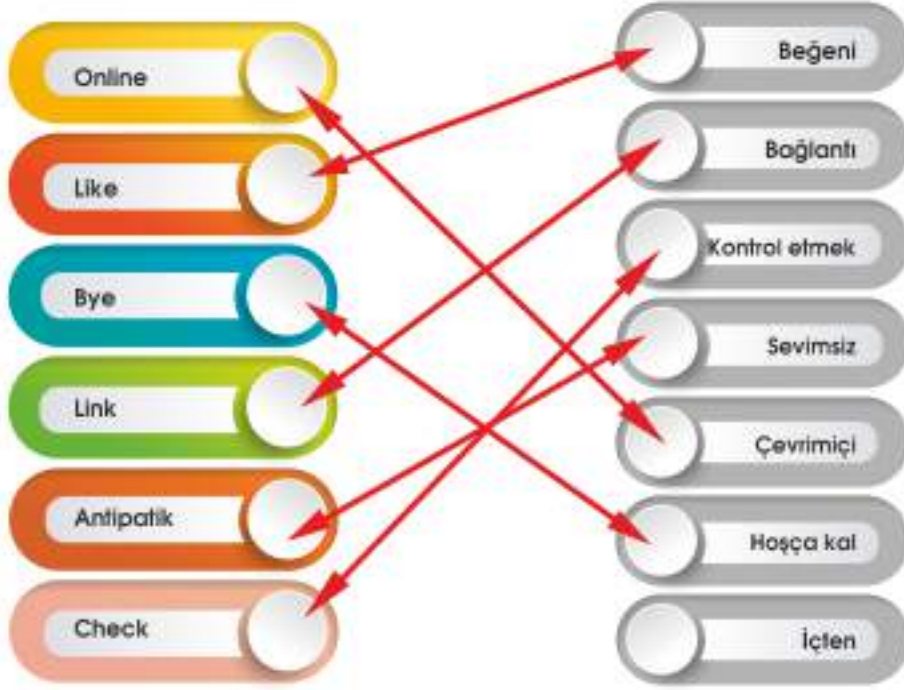 Online
Like
Bye
Link
Antipatik
Check
Beğeni
Bağlantı
Kontrol etmek
Sevimsiz
Çevrimiçi
Hoşça kal
İçten